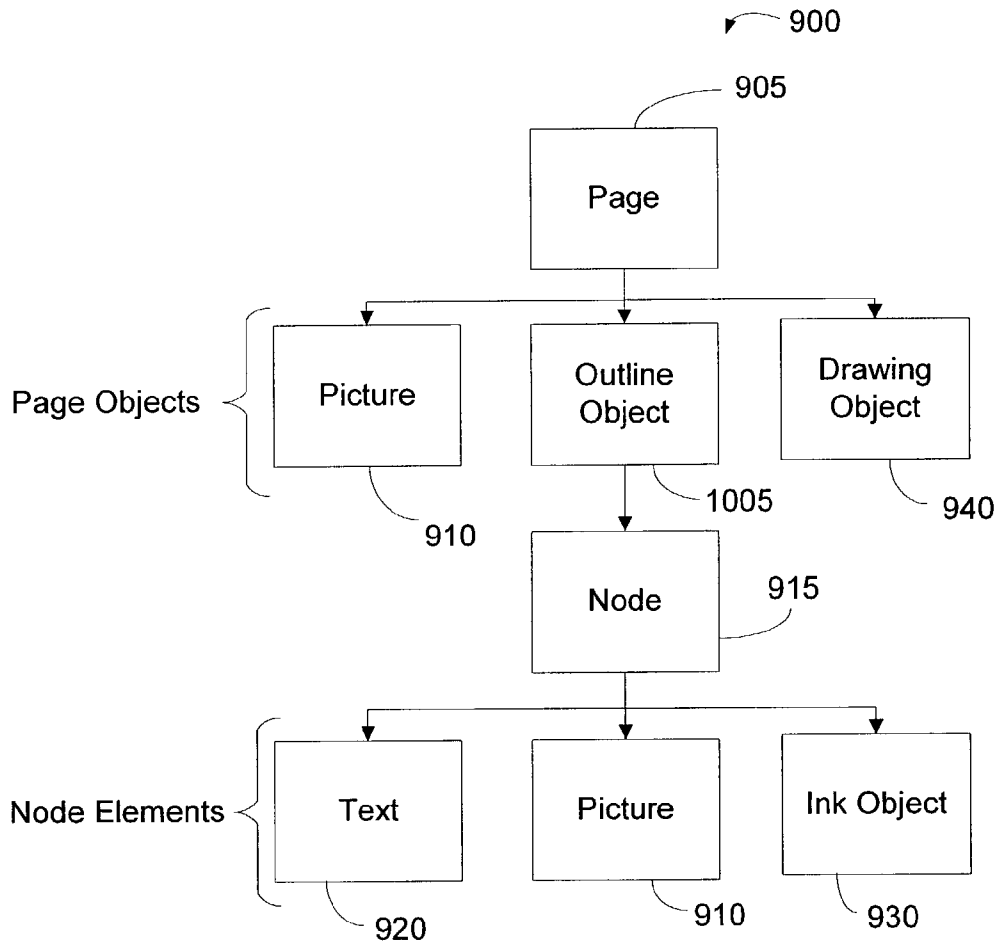 900
905
Page
Page Objects
Picture
Outline
Object
Drawing
Object
910
1005
940
Node
915
Node Elements
Text
Picture
Ink Object
920
910
930